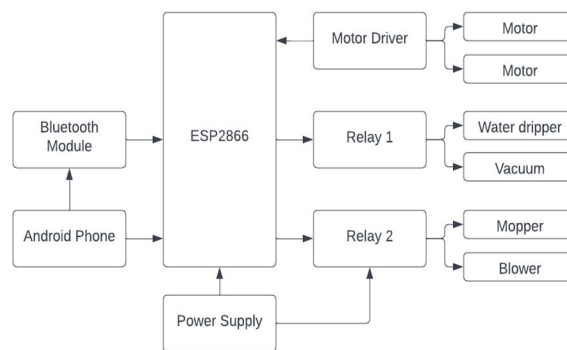 Motor Driver
Motor
Motor
Bluetooth
Module
ESP2866
Relay 1
Water dripper
Vacuum
Android Phone
Relay 2
Mopper
Blower
Power Supply